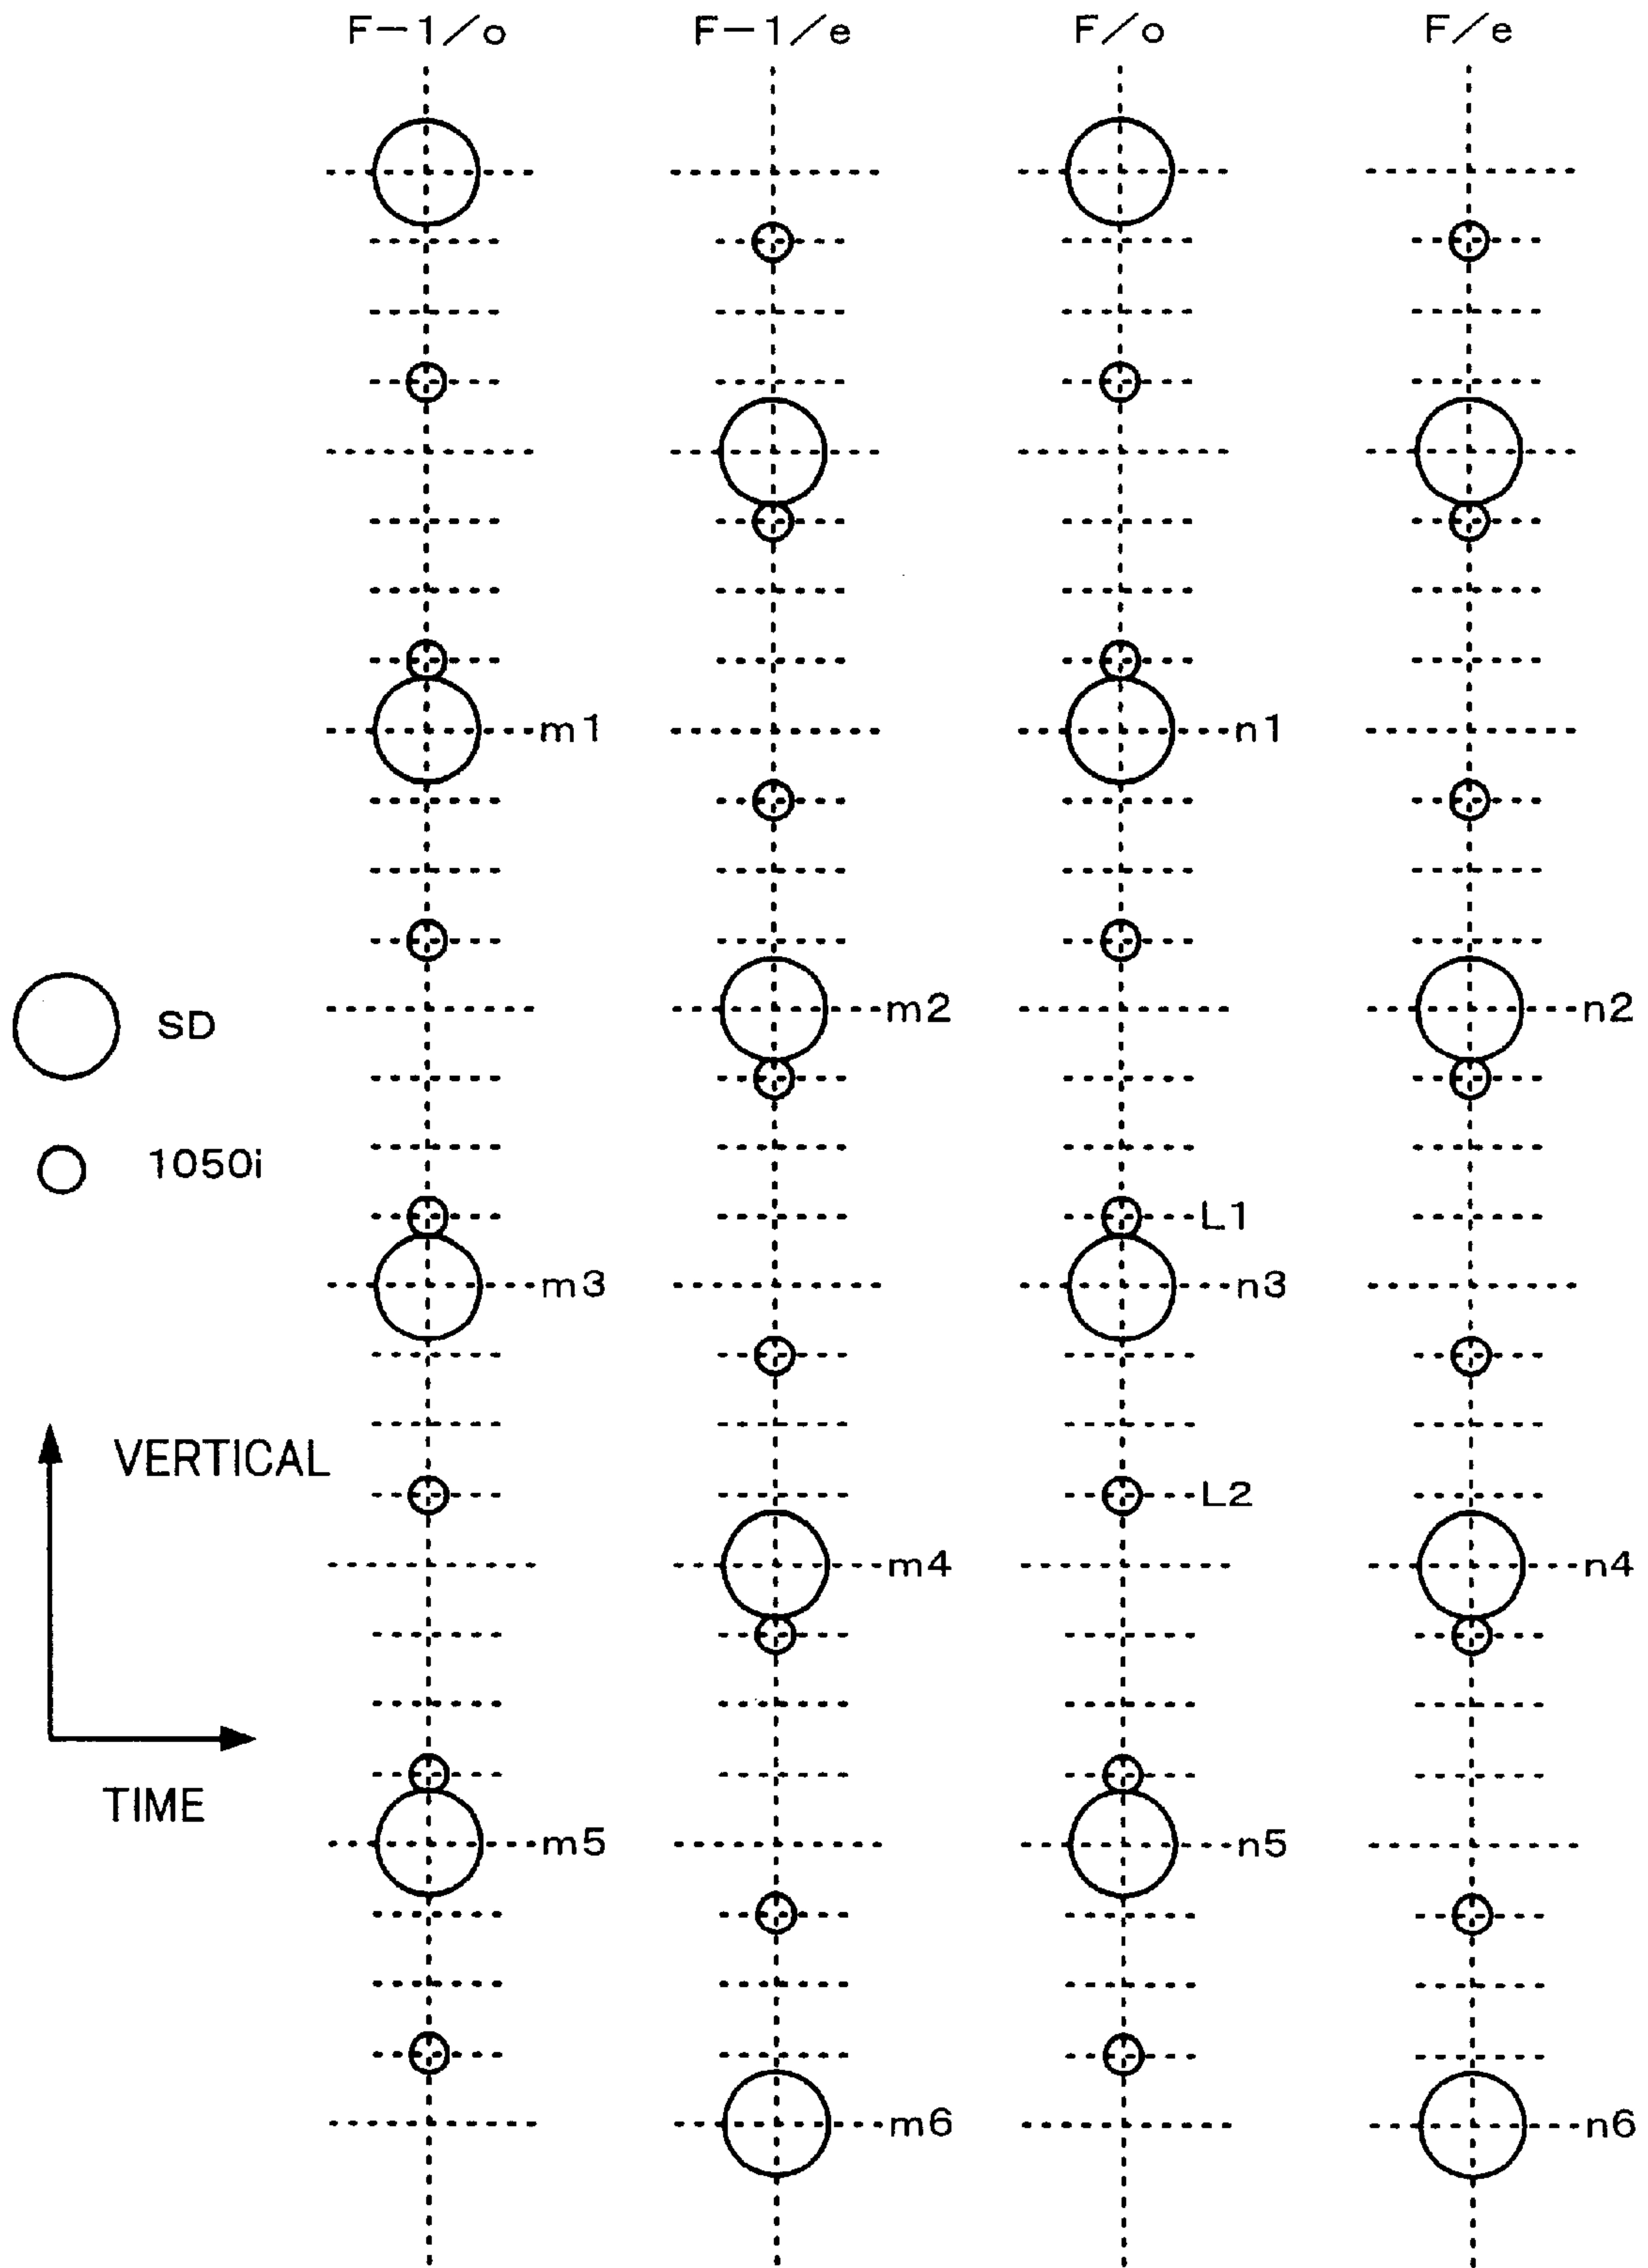 F-1/o F-1/e F/o F/e
m1 n1
m2 n2
SD
1050i
L1
m3 n3
VERTICAL
L2
m4 n4
TIME
m5 n5
m6 n6